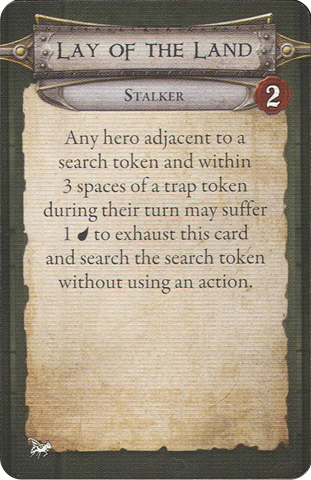 Lay of the Land
Stalker
2
Any hero adjacent to a
search token and within
3 spaces of a trap token
during their turn may suffer
1 to exhaust this card
and search the search token
without using an action.